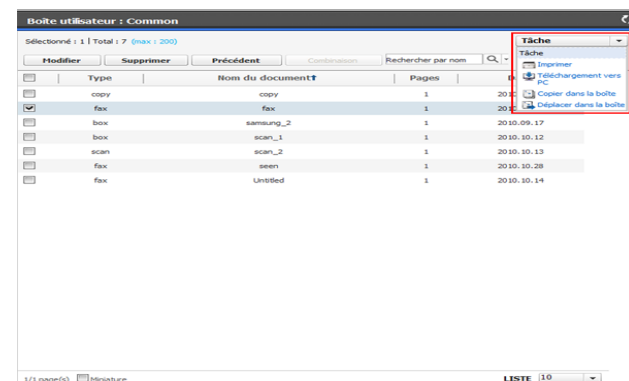 Boîte utilisateur : Common
Sélectionné : 1 | Total : 7 (max : 200)
Tâche
Modifier Supprimer Précédent Combinaison Rechercher par nom
Tâche
Imprimer
Téléchargement vers PC
Copier dans la boîte
Déplacer dans la boîte
Type Nom du document Pages
copy copy 1
fax fax 1
box samsung_2 1 2010.09.17
box scan_1 1 2010.10.12
scan scan_2 1 2010.10.13
fax seen 1 2010.10.28
fax Untitled 1 2010.10.14
1/1 page(s) Miniature LISTE 10